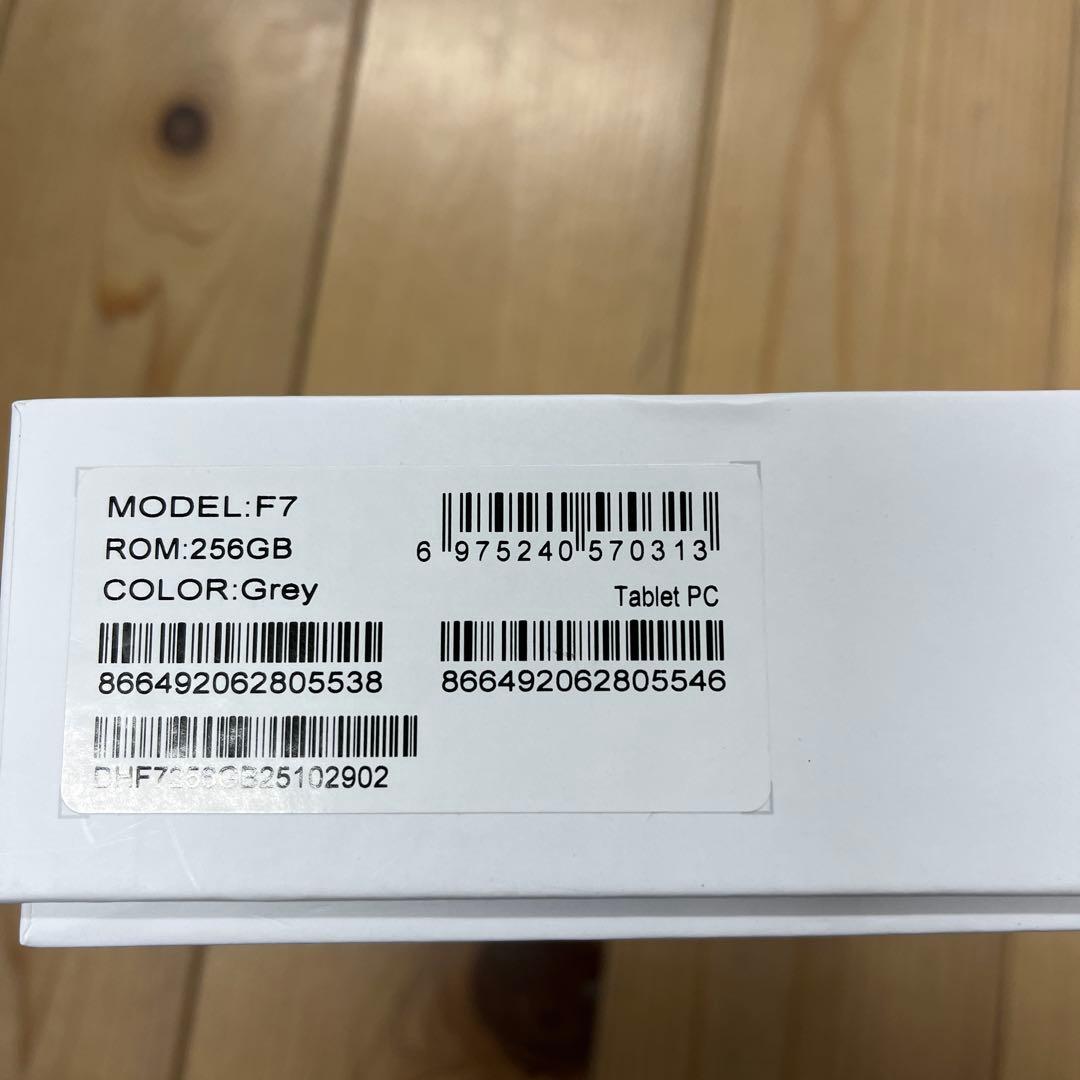 MODEL:F7
ROM:256GB
COLOR:Grey
6 975240 570313
Tablet PC
866492062805538
866492062805546
DHF7256GB25102902